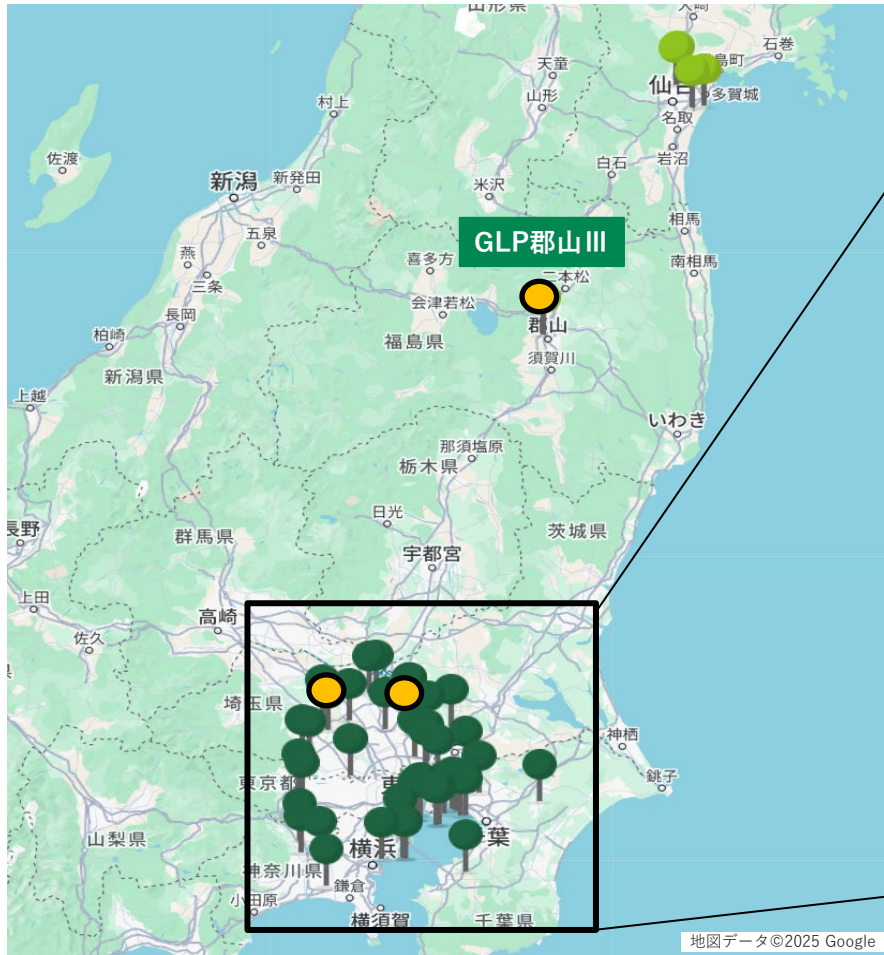 山形県
大崎
石巻
天童
島町
仙台
多賀城
村上
山形
名取
佐渡
新発田
白石
岩沼
新潟
米沢
相馬
五泉
GLP郡山Ⅲ
燕
喜多方
二本松
南相馬
三条
会津若松
長岡
郡山
柏崎
福島県
須賀川
新潟県
上越
いわき
那須塩原
栃木県
日光
長野
群馬県
茨城県
宇都宮
上田
高崎
佐久
埼玉県
神栖
東京都
東
銚子
山梨県
横浜
葉
神奈川県
鎌倉
小田原
横須賀
千葉県
地図データ©2025 Google